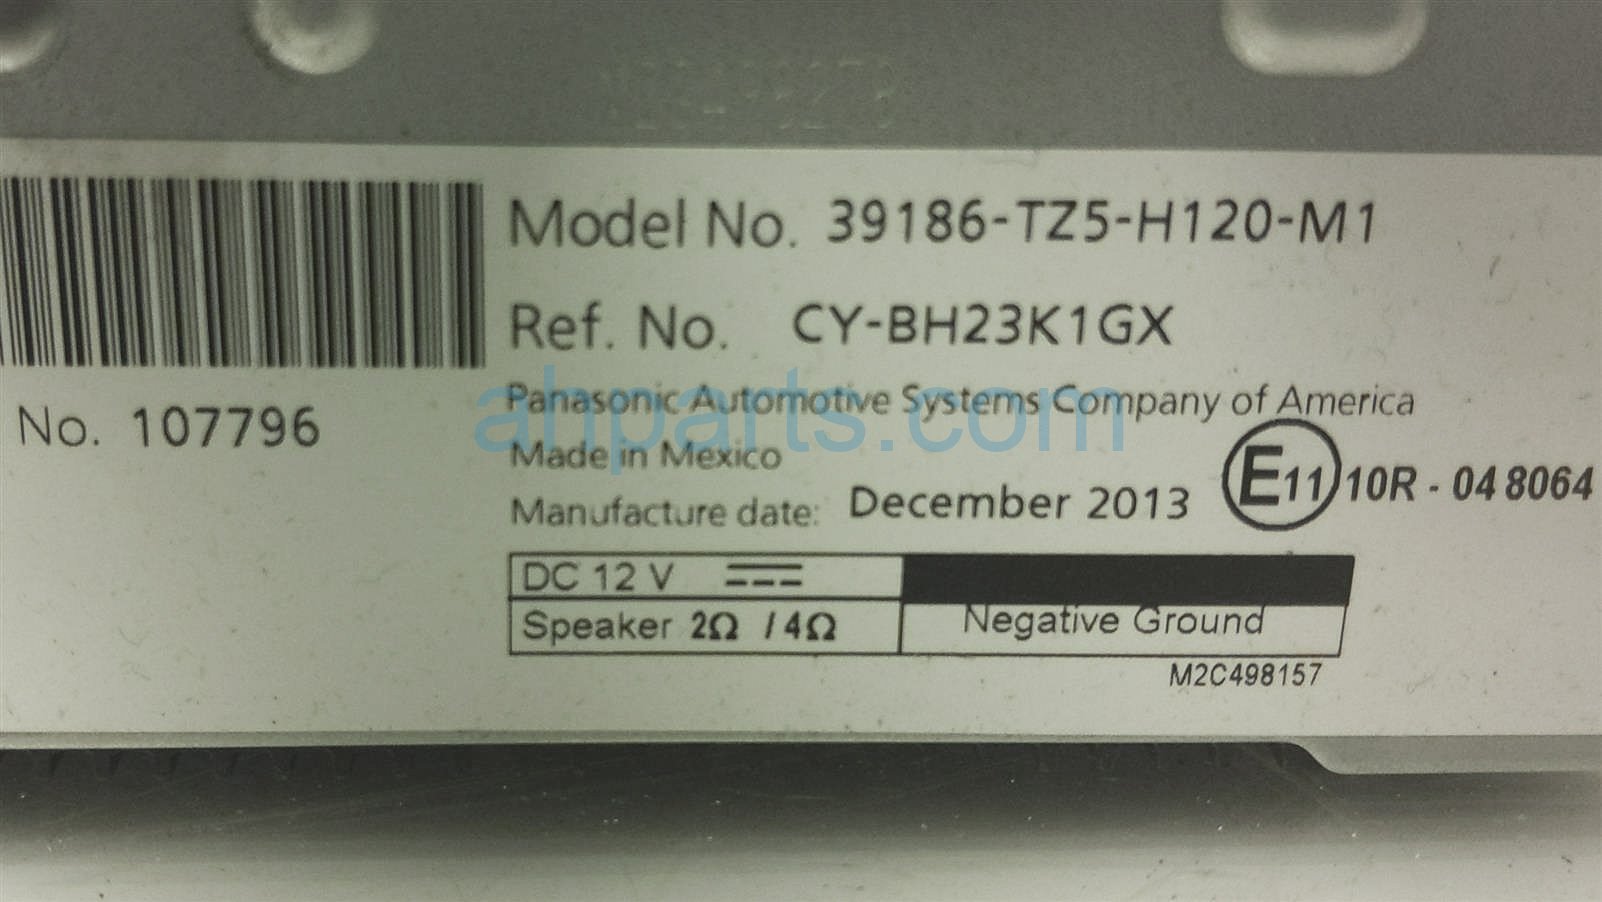 Model No. 39186-TZ5-H120-M1
Ref. No. CY-BH23K1GX
No. 107796
Panasonic Automotive Systems Company of America
ahparts.com
Made in Mexico
Manufacture date: December 2013
E11 10R - 04 8064
DC 12 V
Speaker 2Ω / 4Ω Negative Ground
M2C498157